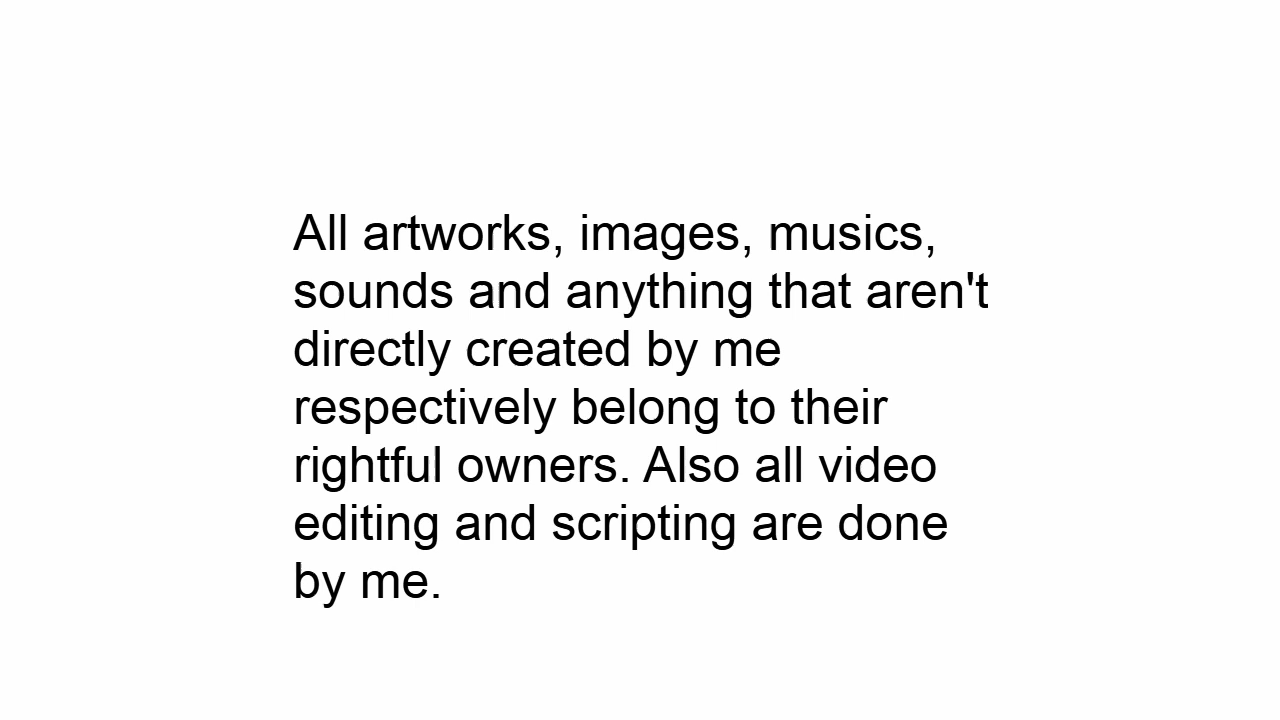 All artworks, images, musics,
sounds and anything that aren't
directly created by me
respectively belong to their
rightful owners. Also all video
editing and scripting are done
by me.